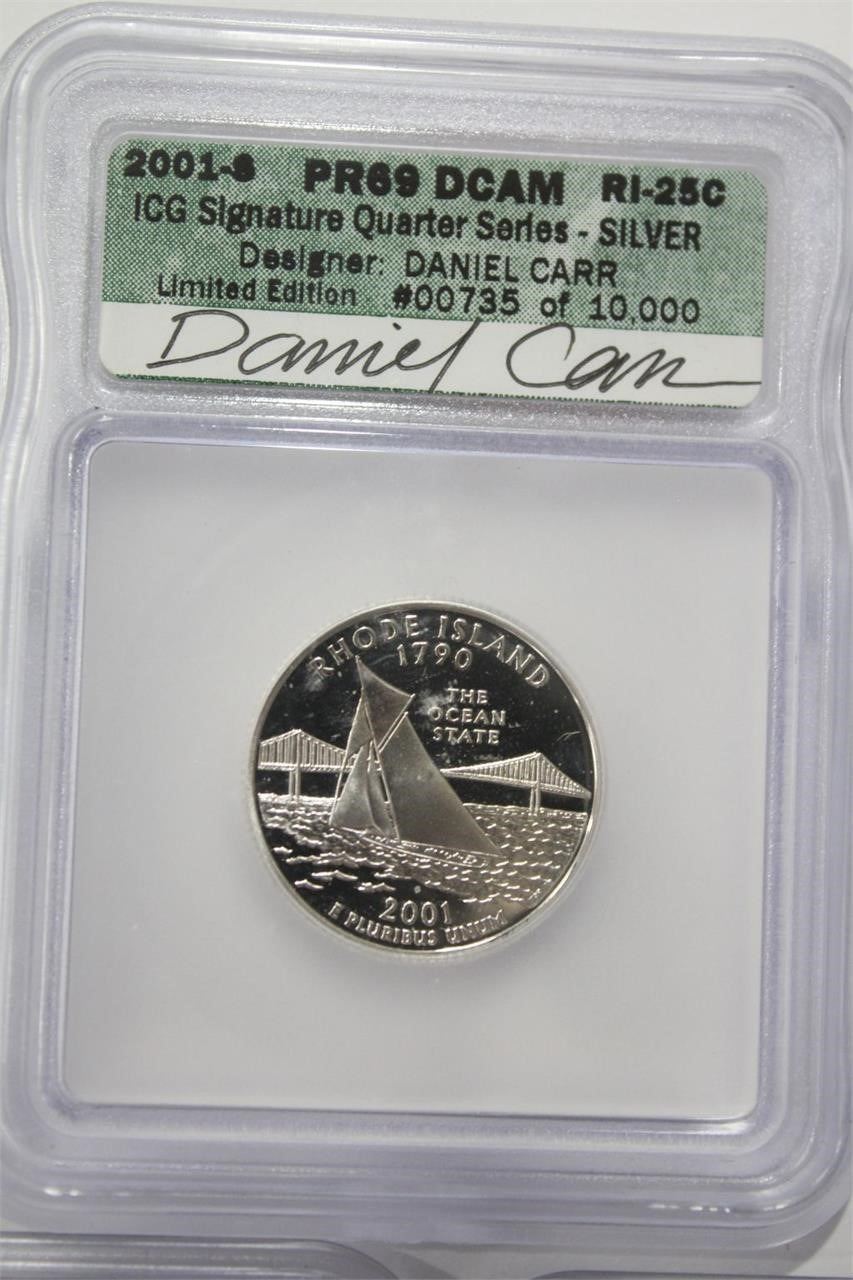 2001-S PR69 DCAM RI-25C
ICG Signature Quarter Series - SILVER
Designer: DANIEL CARR
Limited Edition #00735 of 10,000
Daniel Carr
RHODE ISLAND
1790
THE
OCEAN
STATE
2001
E PLURIBUS UNUM